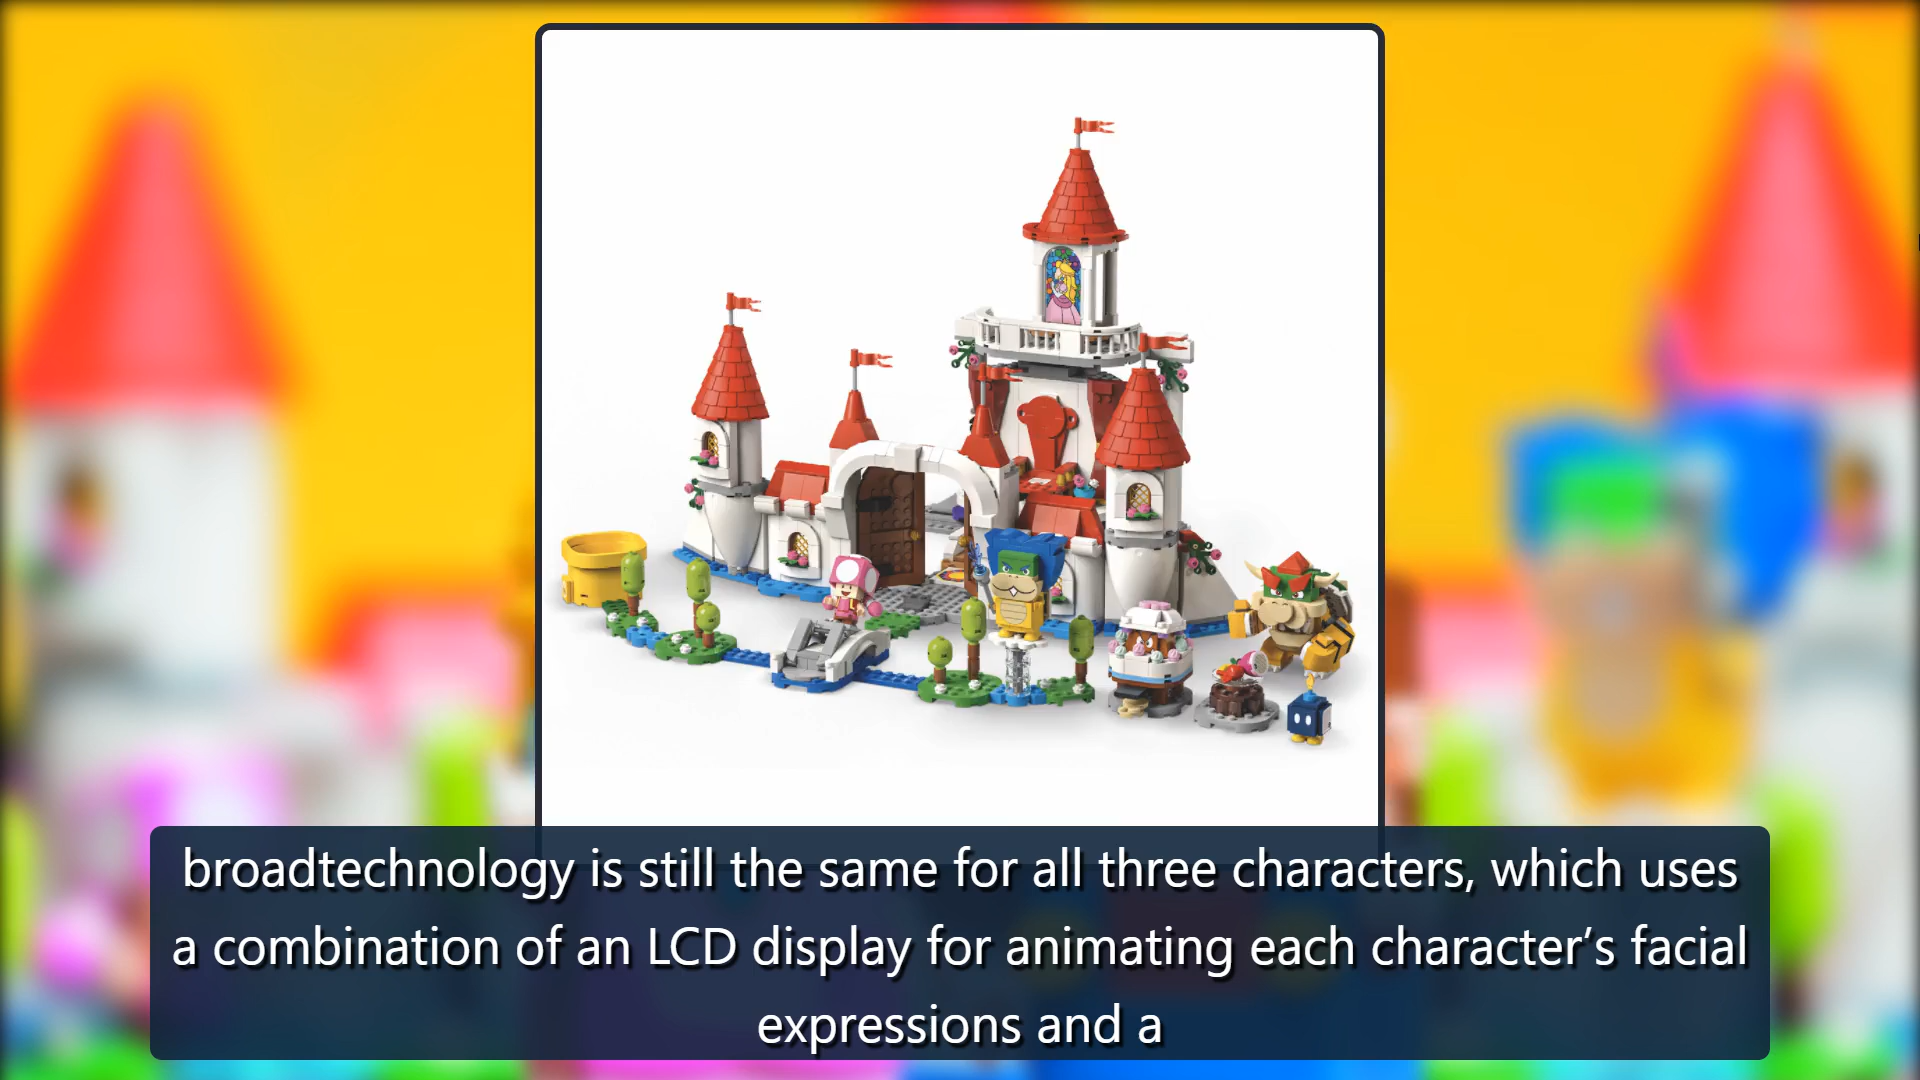 broadtechnology is still the same for all three characters, which uses
a combination of an LCD display for animating each character’s facial
expressions and a